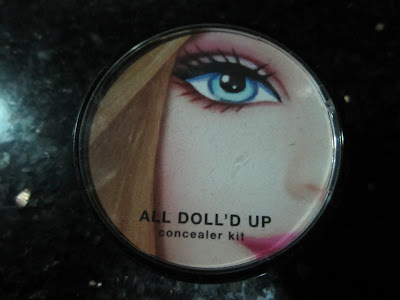 ALL DOLL'D UP
concealer kit